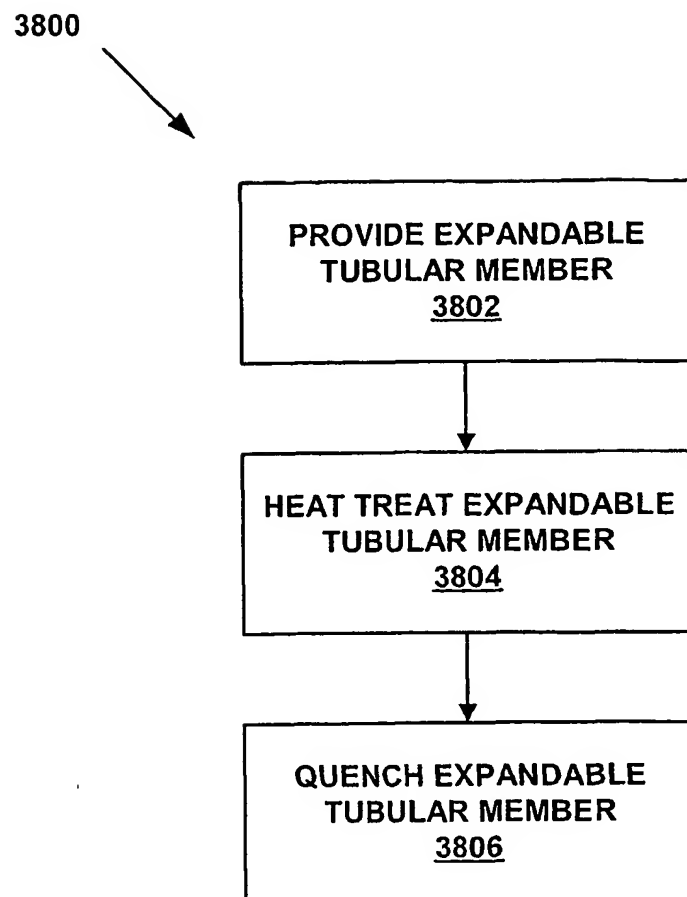 3800
PROVIDE EXPANDABLE
TUBULAR MEMBER
3802
HEAT TREAT EXPANDABLE
TUBULAR MEMBER
3804
QUENCH EXPANDABLE
TUBULAR MEMBER
3806